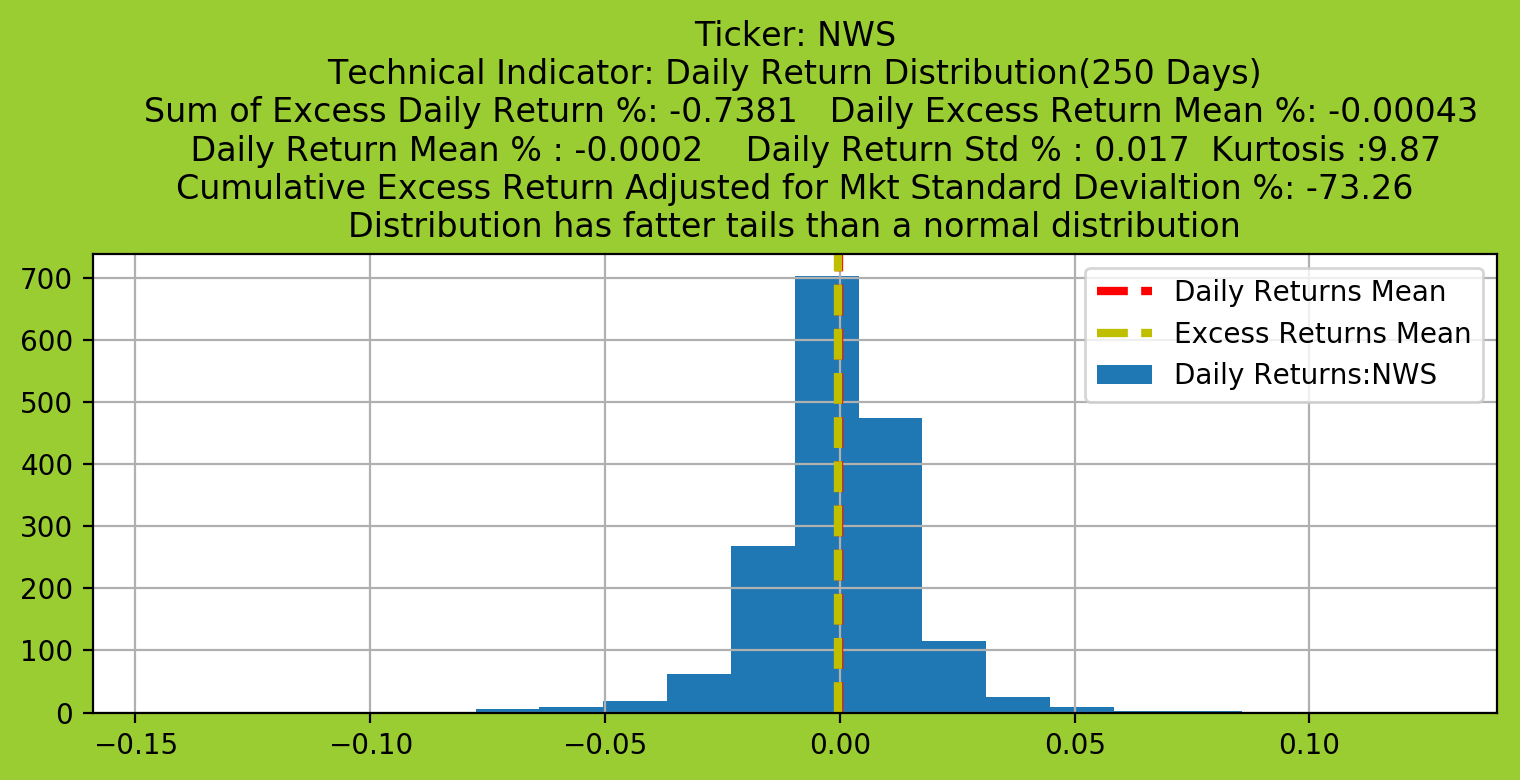 Ticker: NWS
Technical Indicator: Daily Return Distribution(250 Days)
Sum of Excess Daily Return %: -0.7381   Daily Excess Return Mean %: -0.00043
Daily Return Mean % : -0.0002    Daily Return Std % : 0.017  Kurtosis :9.87
Cumulative Excess Return Adjusted for Mkt Standard Devialtion %: -73.26
Distribution has fatter tails than a normal distribution
700
600
500
400
300
200
100
0
Daily Returns Mean
Excess Returns Mean
Daily Returns:NWS
−0.15 −0.10 −0.05 0.00 0.05 0.10